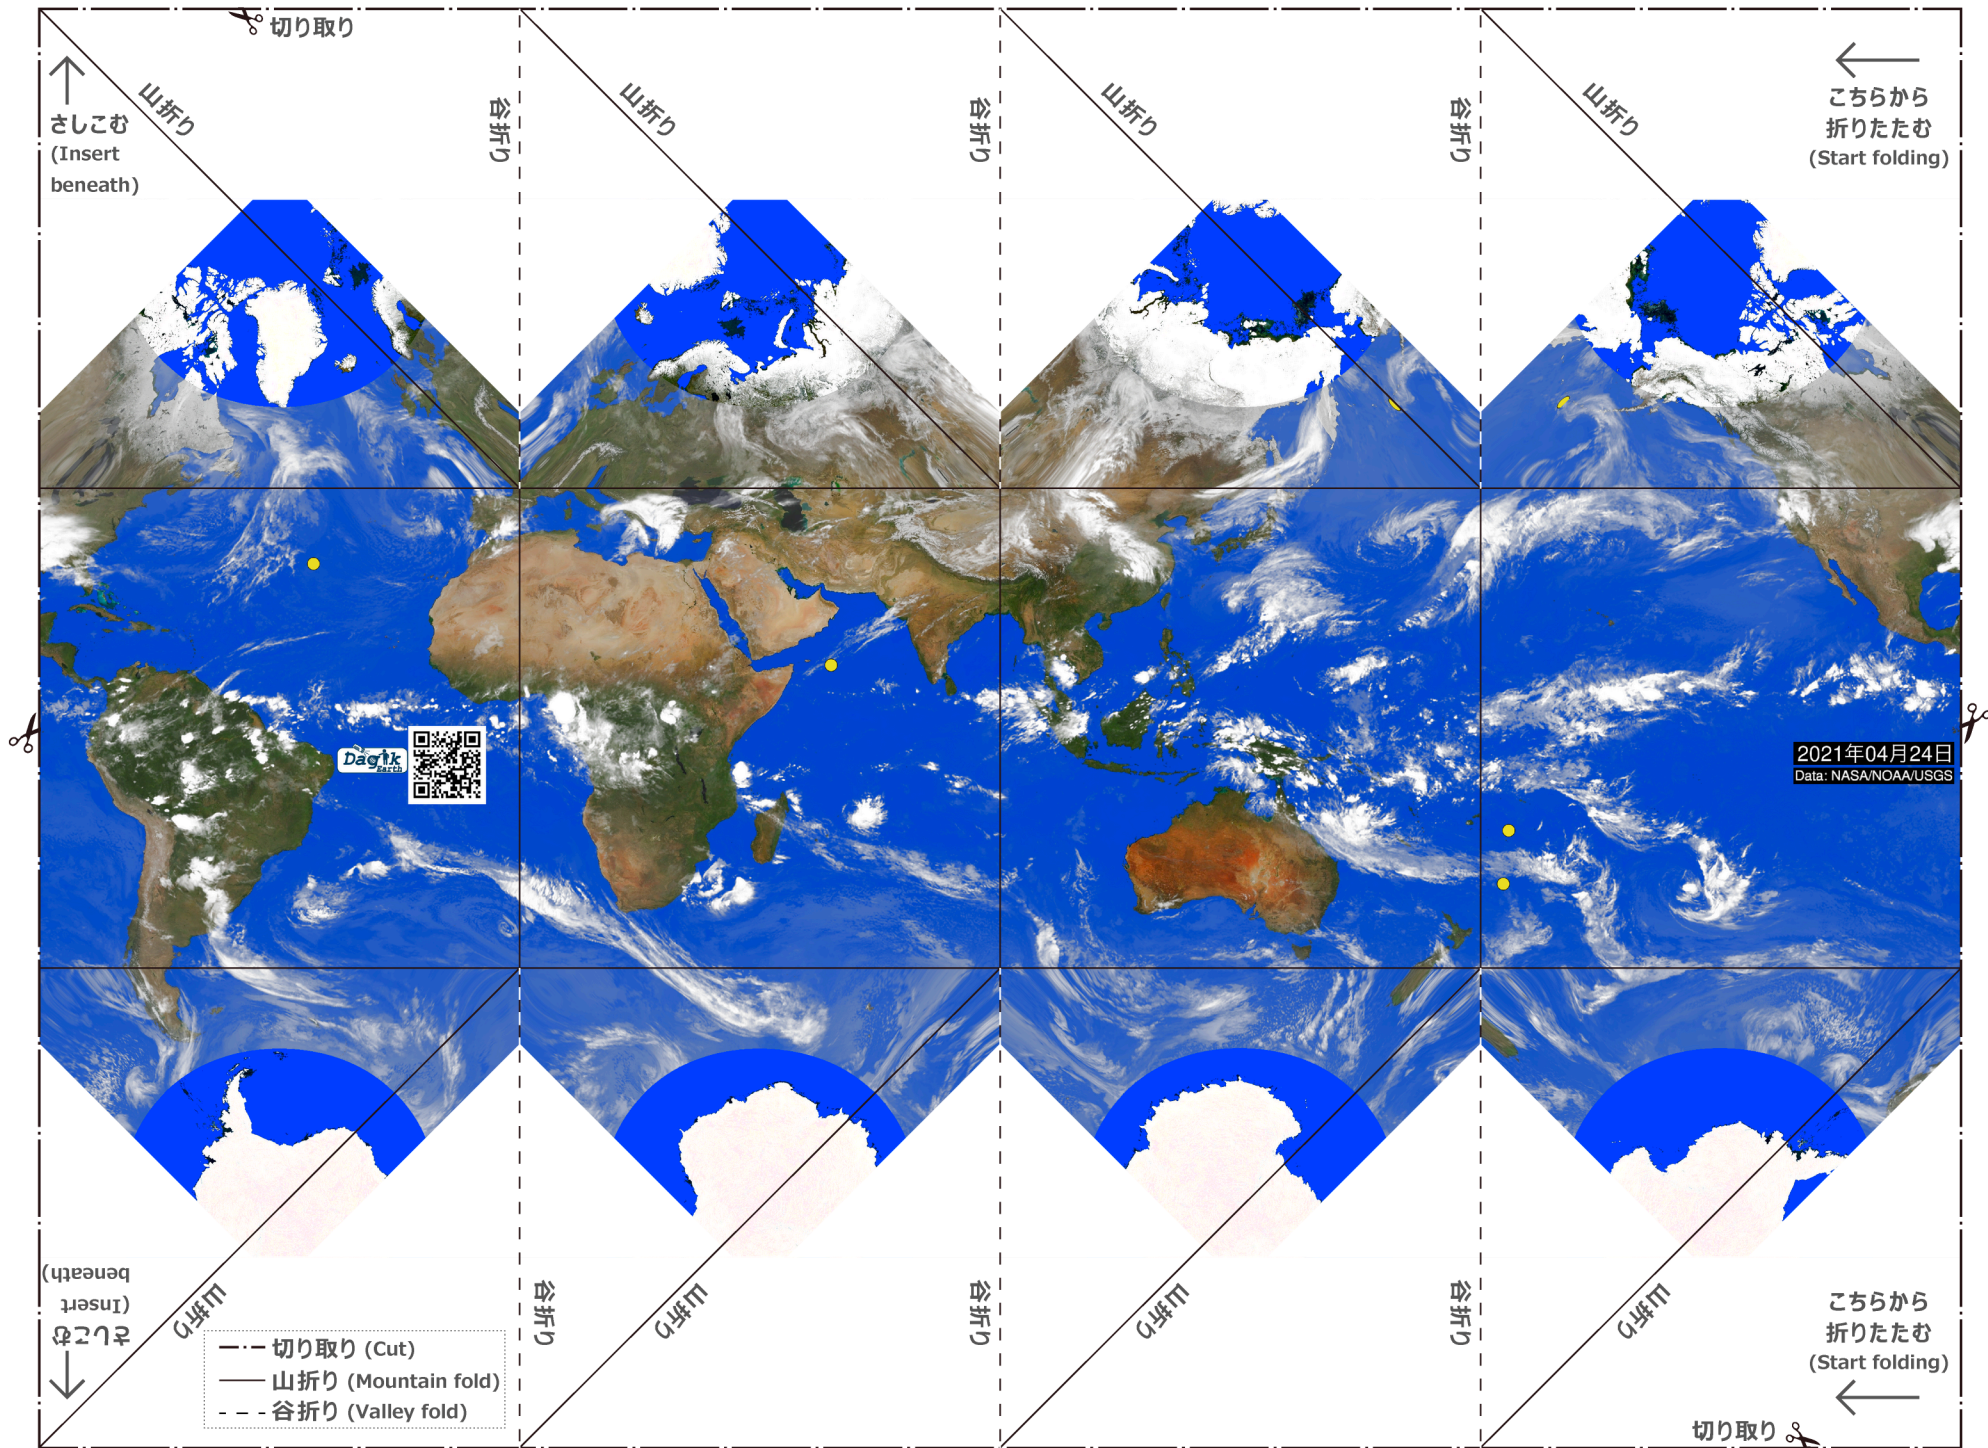 切り取り
さしこむ
(Insert
beneath)
山折り
谷折り
山折り
谷折り
山折り
谷折り
山折り
こちらから
折りたたむ
(Start folding)
Dagik
Earth
2021年04月24日
Data: NASA/NOAA/USGS
さしこむ
(Insert
beneath)
山折り
谷折り
山折り
谷折り
山折り
谷折り
山折り
こちらから
折りたたむ
(Start folding)
切り取り (Cut)
山折り (Mountain fold)
谷折り (Valley fold)
切り取り